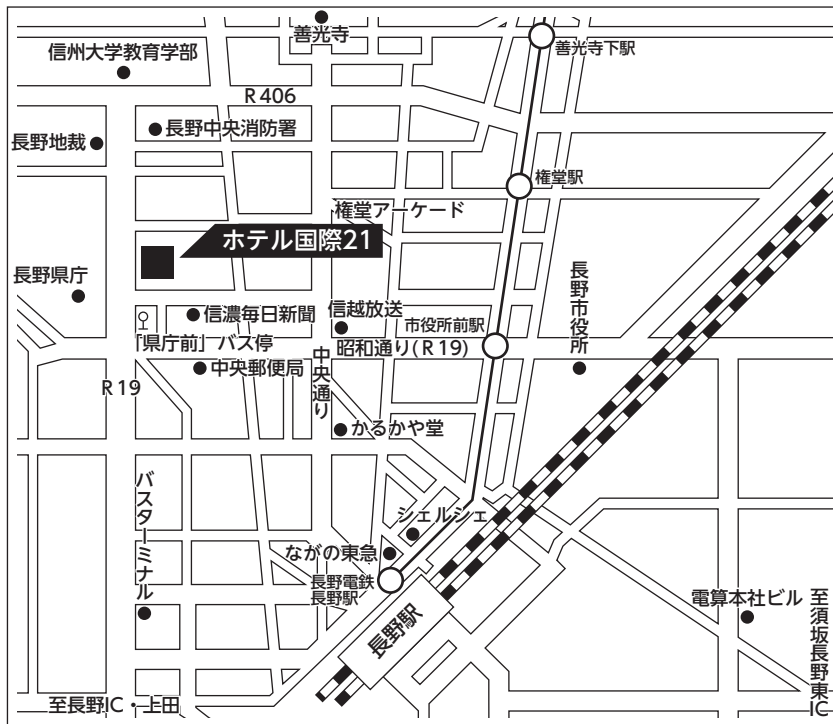 善光寺
善光寺下駅
信州大学教育学部
R 406
長野中央消防署
長野地裁
権堂駅
権堂アーケード
ホテル国際21
長野県庁
長野市役所
信濃毎日新聞
信越放送
市役所前駅
「県庁前」バス停
昭和通り(R 19)
中央郵便局
中央通り
R 19
かるかや堂
バスターミナル
シェルシェ
ながの東急
長野電鉄
長野駅
長野駅
電算本社ビル
至須坂長野東IC
至長野IC・上田